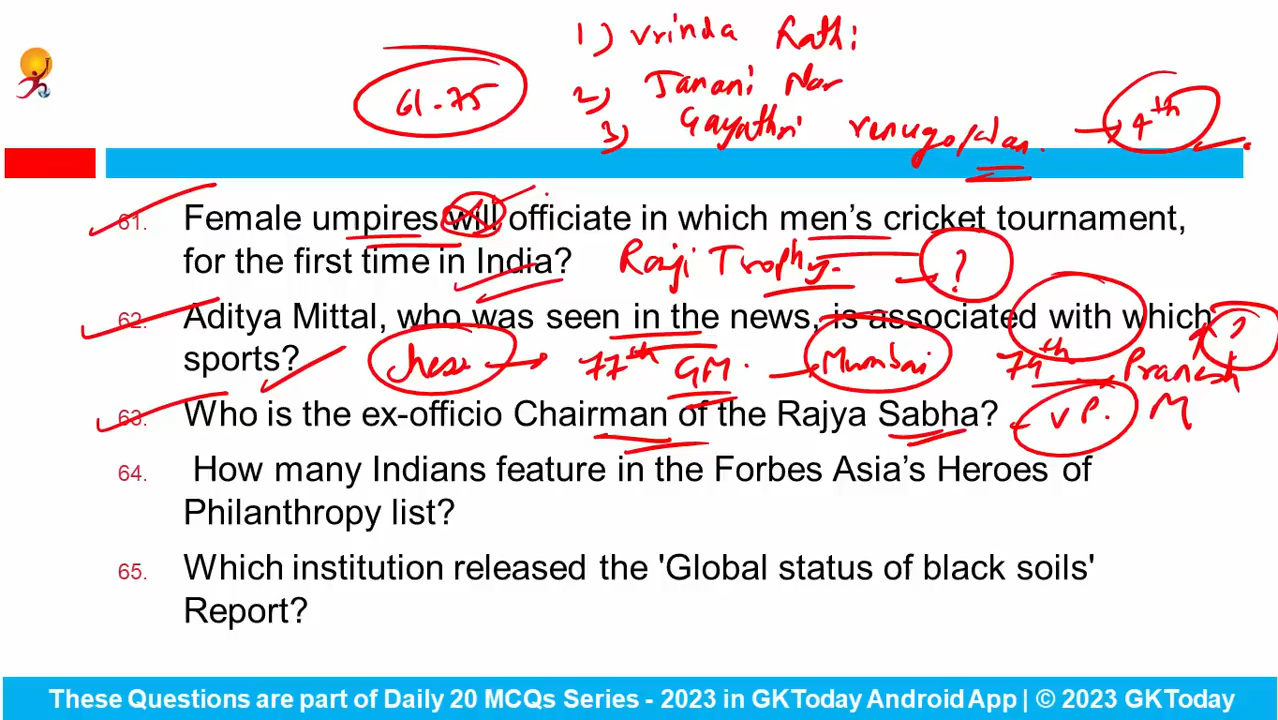 1) Vrinda Rathi
61-75
2) Janani Nar
3) Gayathri venugopalan
4th
61. Female umpires will officiate in which men's cricket tournament,
for the first time in India? Ranji Trophy. ?
62. Aditya Mittal, who was seen in the news, is associated with which ?
sports? chess 77th GM. Mumbai 79th Pranesh
63. Who is the ex-officio Chairman of the Rajya Sabha? VP. M
64. How many Indians feature in the Forbes Asia's Heroes of
Philanthropy list?
65. Which institution released the 'Global status of black soils'
Report?
These Questions are part of Daily 20 MCQs Series - 2023 in GKToday Android App | © 2023 GKToday